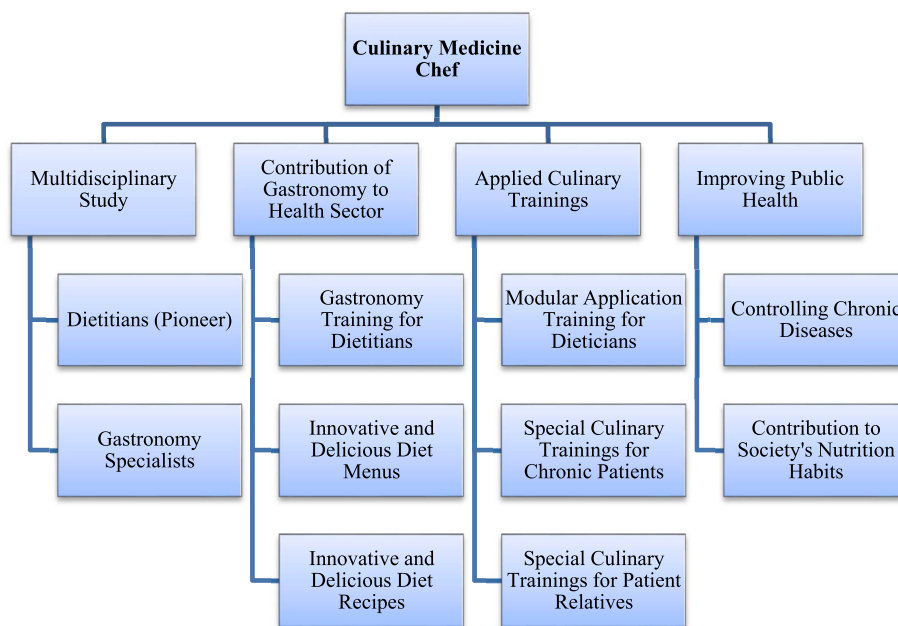 Culinary Medicine
Chef
Multidisciplinary
Study
Contribution of
Gastronomy to
Health Sector
Applied Culinary
Trainings
Improving Public
Health
Dietitians (Pioneer)
Gastronomy
Training for
Dietitians
Modular Application
Training for
Dieticians
Controlling Chronic
Diseases
Gastronomy
Specialists
Innovative and
Delicious Diet
Menus
Special Culinary
Trainings for
Chronic Patients
Contribution to
Society's Nutrition
Habits
Innovative and
Delicious Diet
Recipes
Special Culinary
Trainings for Patient
Relatives